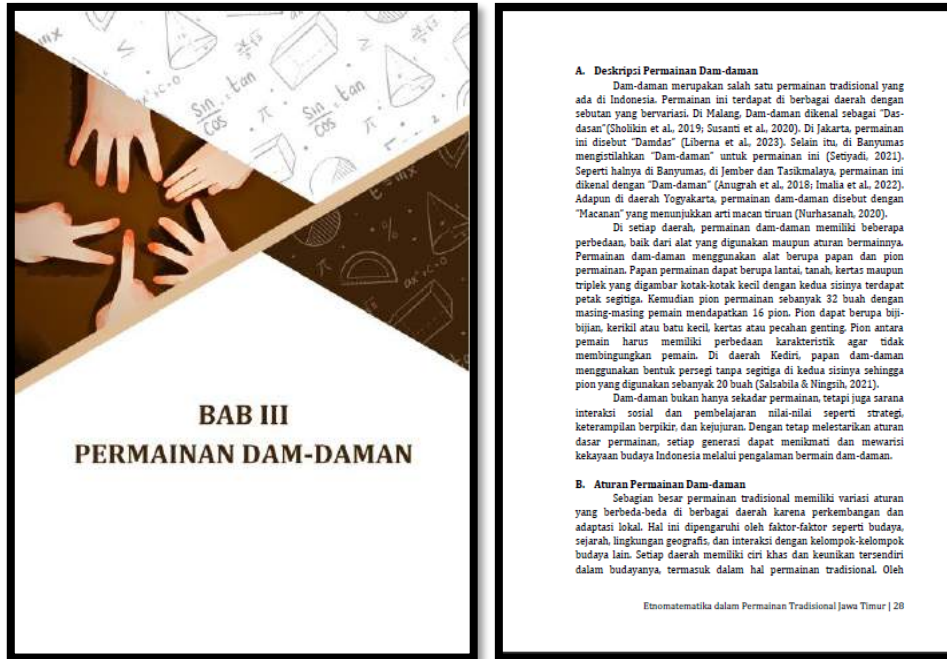 Sin
COS
tan
π
Sin
COS
tan
π
ax²+c=0
%
π
ax²+c=0
BAB III
PERMAINAN DAM-DAMAN
A. Deskripsi Permainan Dam-daman
Dam-daman merupakan salah satu permainan tradisional yang
ada di Indonesia. Permainan ini terdapat di berbagai daerah dengan
sebutan yang bervariasi. Di Malang, Dam-daman dikenal sebagai "Das-
dasan"(Sholikin et al., 2019; Susanti et al., 2020). Di Jakarta, permainan
ini disebut "Damdas" (Liberna et al., 2023). Selain itu, di Banyumas
mengistilahkan "Dam-daman" untuk permainan ini (Setiyadi, 2021).
Seperti halnya di Banyumas, di Jember dan Tasikmalaya, permainan ini
dikenal dengan "Dam-daman" (Anugrah et al., 2018; Imalia et al., 2022).
Adapun di daerah Yogyakarta, permainan dam-daman disebut dengan
"Macanan" yang menunjukkan arti macan tiruan (Nurhasanah, 2020).
Di setiap daerah, permainan dam-daman memiliki beberapa
perbedaan, baik dari alat yang digunakan maupun aturan bermainnya.
Permainan dam-daman menggunakan alat berupa papan dan pion
permainan. Papan permainan dapat berupa lantai, tanah, kertas maupun
triplek yang digambar kotak-kotak kecil dengan kedua sisinya terdapat
petak segitiga. Kemudian pion permainan sebanyak 32 buah dengan
masing-masing pemain mendapatkan 16 pion. Pion dapat berupa biji-
bijian, kerikil atau batu kecil, kertas atau pecahan genting. Pion antara
pemain harus memiliki perbedaan karakteristik agar tidak
membingungkan pemain. Di daerah Kediri, papan dam-daman
menggunakan bentuk persegi tanpa segitiga di kedua sisinya sehingga
pion yang digunakan sebanyak 20 buah (Salsabila & Ningsih, 2021).
Dam-daman bukan hanya sekadar permainan, tetapi juga sarana
interaksi sosial dan pembelajaran nilai-nilai seperti strategi,
keterampilan berpikir, dan kejujuran. Dengan tetap melestarikan aturan
dasar permainan, setiap generasi dapat menikmati dan mewarisi
kekayaan budaya Indonesia melalui pengalaman bermain dam-daman.
B. Aturan Permainan Dam-daman
Sebagian besar permainan tradisional memiliki variasi aturan
yang berbeda-beda di berbagai daerah karena perkembangan dan
adaptasi lokal. Hal ini dipengaruhi oleh faktor-faktor seperti budaya,
sejarah, lingkungan geografis, dan interaksi dengan kelompok-kelompok
budaya lain. Setiap daerah memiliki ciri khas dan keunikan tersendiri
dalam budayanya, termasuk dalam hal permainan tradisional. Oleh
Etnomatematika dalam Permainan Tradisional Jawa Timur | 28